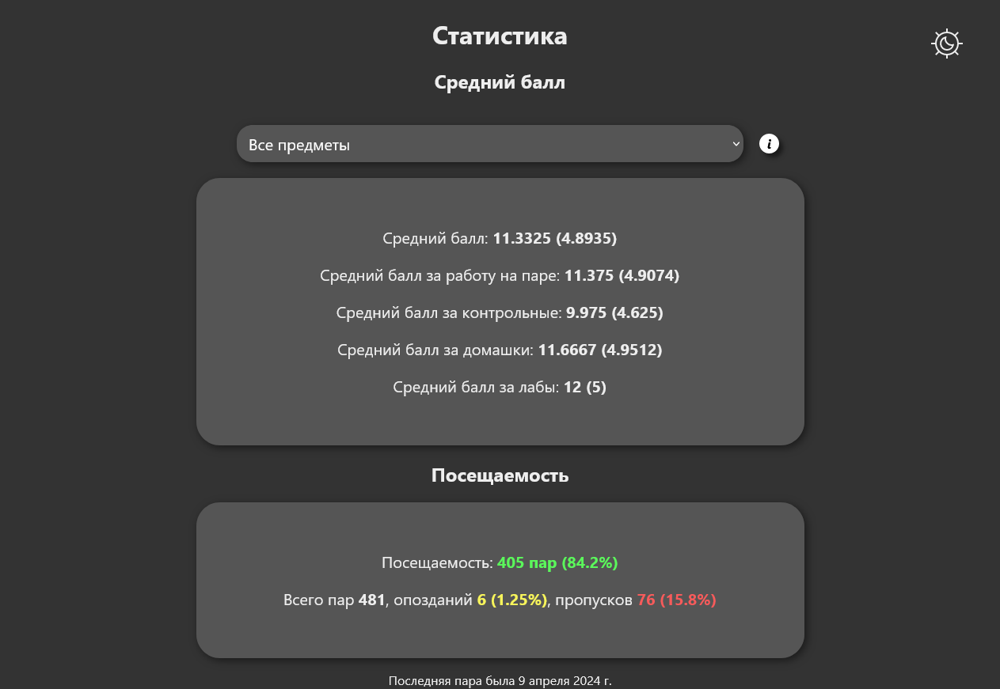 Статистика
Средний балл
Все предметы
i
Средний балл: 11.3325 (4.8935)
Средний балл за работу на паре: 11.375 (4.9074)
Средний балл за контрольные: 9.975 (4.625)
Средний балл за домашки: 11.6667 (4.9512)
Средний балл за лабы: 12 (5)
Посещаемость
Посещаемость: 405 пар (84.2%)
Всего пар 481, опозданий 6 (1.25%), пропусков 76 (15.8%)
Последняя пара была 9 апреля 2024 г.